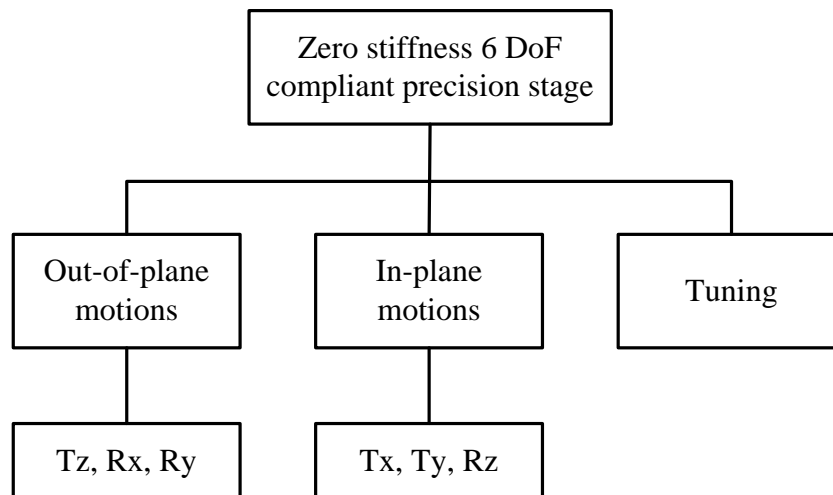 Zero stiffness 6 DoF
compliant precision stage
Out-of-plane
motions
In-plane
motions
Tuning
Tz, Rx, Ry
Tx, Ty, Rz